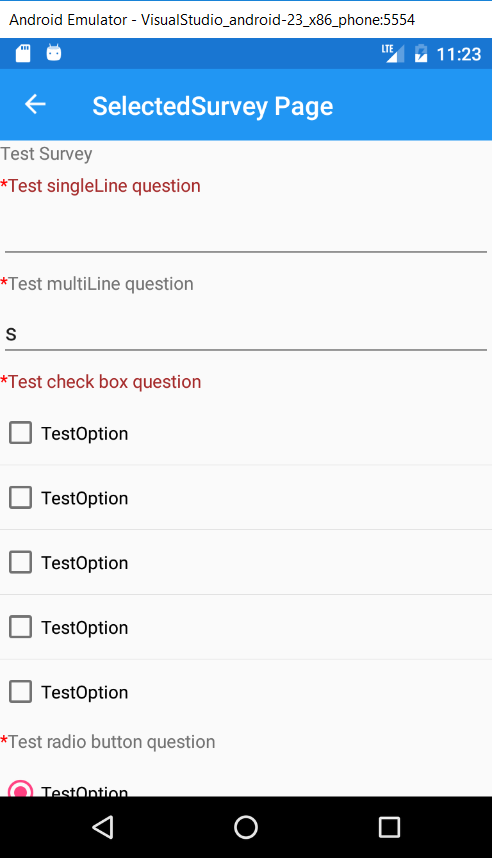 Android Emulator - VisualStudio_android-23_x86_phone:5554
LTE 11:23
SelectedSurvey Page
Test Survey
*Test singleLine question
*Test multiLine question
s
*Test check box question
TestOption
TestOption
TestOption
TestOption
TestOption
*Test radio button question
TestOption